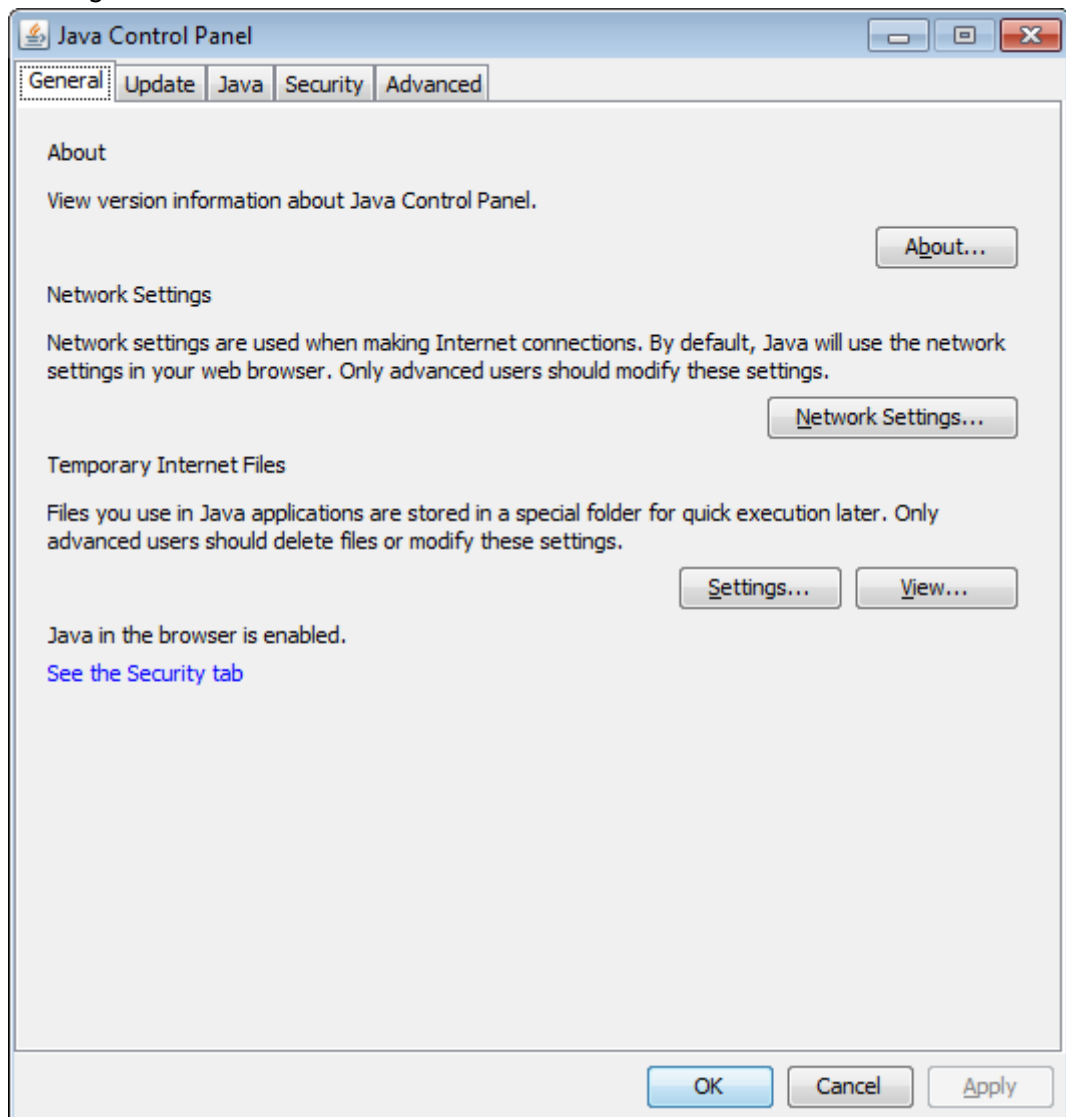 Java Control Panel
General Update Java Security Advanced
About
View version information about Java Control Panel.
About...
Network Settings
Network settings are used when making Internet connections. By default, Java will use the network
settings in your web browser. Only advanced users should modify these settings.
Network Settings...
Temporary Internet Files
Files you use in Java applications are stored in a special folder for quick execution later. Only
advanced users should delete files or modify these settings.
Settings... View...
Java in the browser is enabled.
See the Security tab
OK Cancel Apply